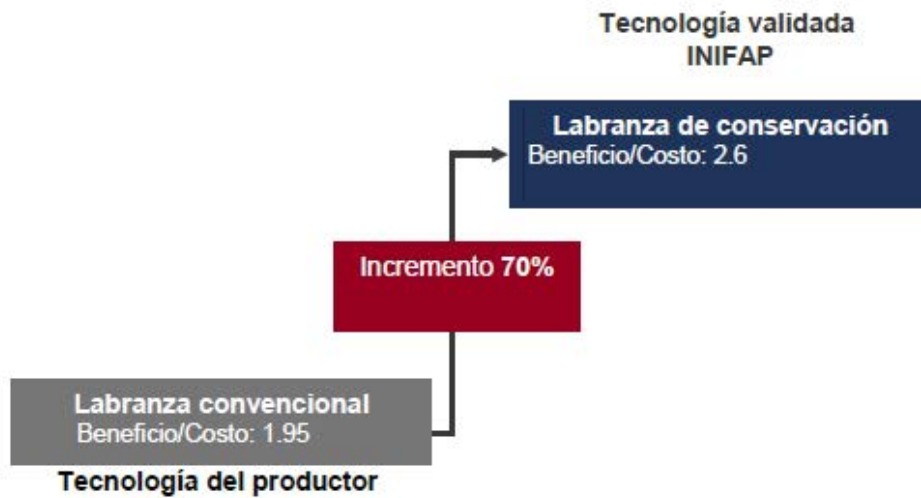 Tecnología validada
INIFAP
Labranza de conservación
Beneficio/Costo: 2.6
Incremento 70%
Labranza convencional
Beneficio/Costo: 1.95
Tecnología del productor